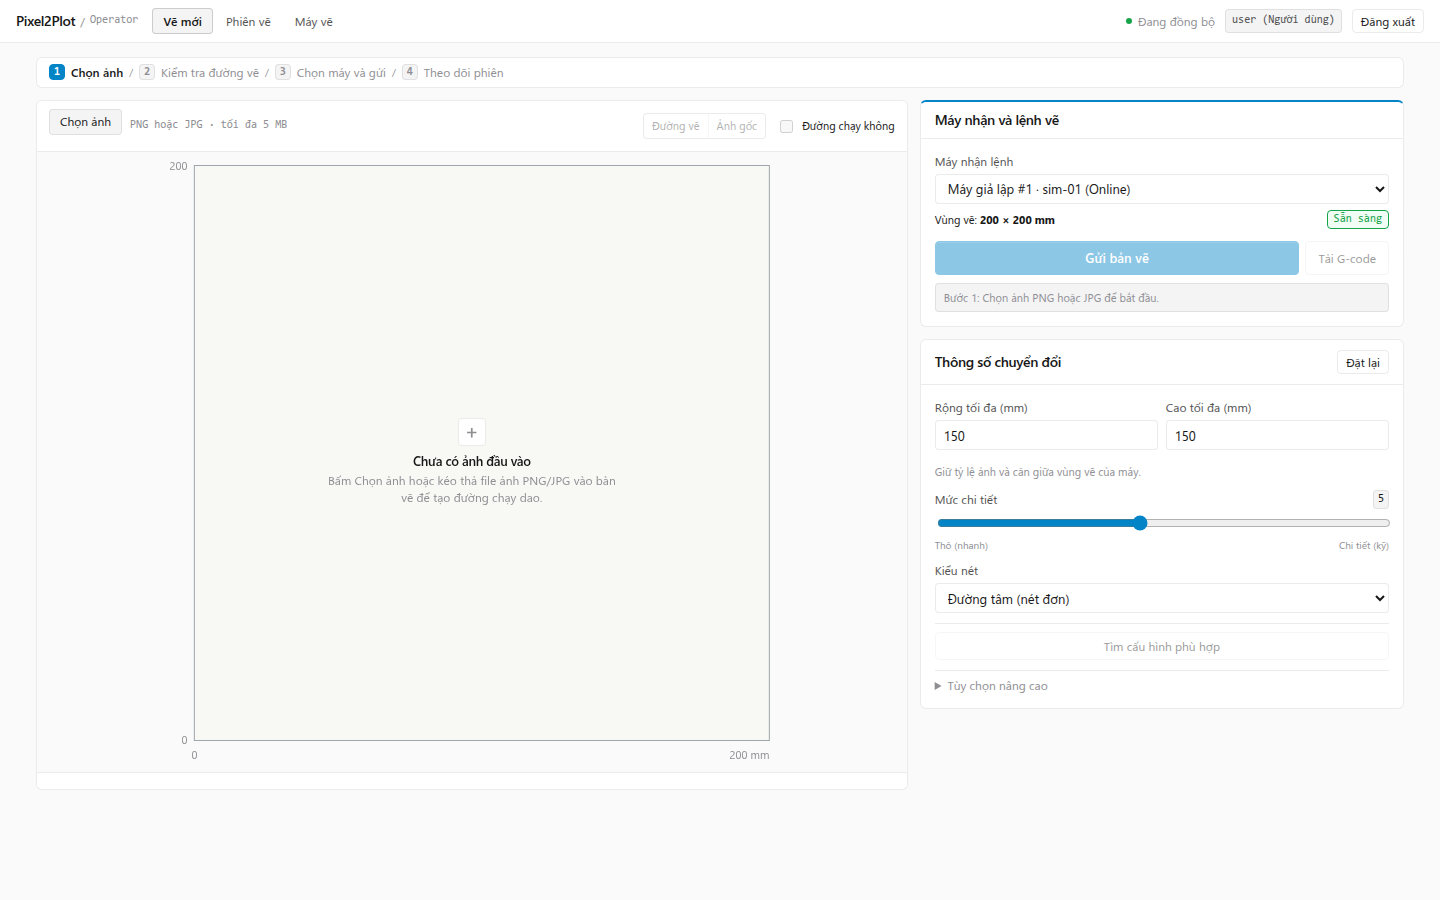 Pixel2Plot / Operator
Vẽ mới
Phiên vẽ
Máy vẽ
Đang đồng bộ
user (Người dùng)
Đăng xuất
1 Chọn ảnh / 2 Kiểm tra đường vẽ / 3 Chọn máy và gửi / 4 Theo dõi phiên
Chọn ảnh
PNG hoặc JPG · tối đa 5 MB
Đường vẽ
Ảnh gốc
Đường chạy không
200
+
Chưa có ảnh đầu vào
Bấm Chọn ảnh hoặc kéo thả file ảnh PNG/JPG vào bàn
vẽ để tạo đường chạy dao.
0
0
200 mm
Máy nhận và lệnh vẽ
Máy nhận lệnh
Máy giả lập #1 · sim-01 (Online)
Vùng vẽ: 200 × 200 mm
Sẵn sàng
Gửi bản vẽ
Tải G-code
Bước 1: Chọn ảnh PNG hoặc JPG để bắt đầu.
Thông số chuyển đổi
Đặt lại
Rộng tối đa (mm)
Cao tối đa (mm)
150
150
Giữ tỷ lệ ảnh và căn giữa vùng vẽ của máy.
Mức chi tiết
5
Thô (nhanh)
Chi tiết (kỹ)
Kiểu nét
Đường tâm (nét đơn)
Tìm cấu hình phù hợp
Tùy chọn nâng cao